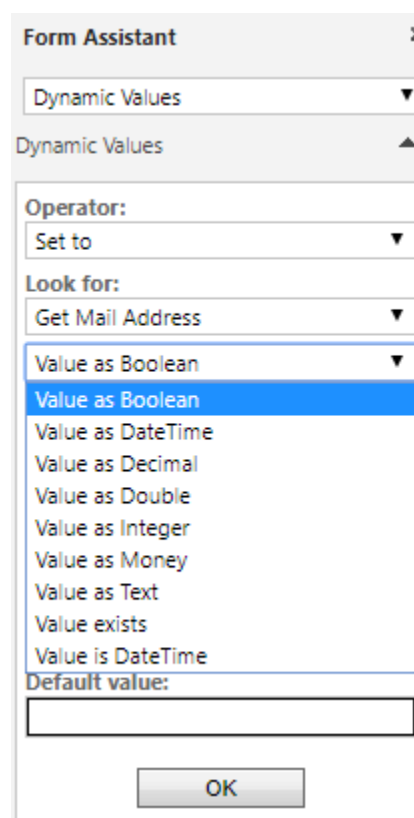 Form Assistant
Dynamic Values
Dynamic Values
Operator:
Set to
Look for:
Get Mail Address
Value as Boolean
Value as Boolean
Value as DateTime
Value as Decimal
Value as Double
Value as Integer
Value as Money
Value as Text
Value exists
Value is DateTime
Default value:
OK